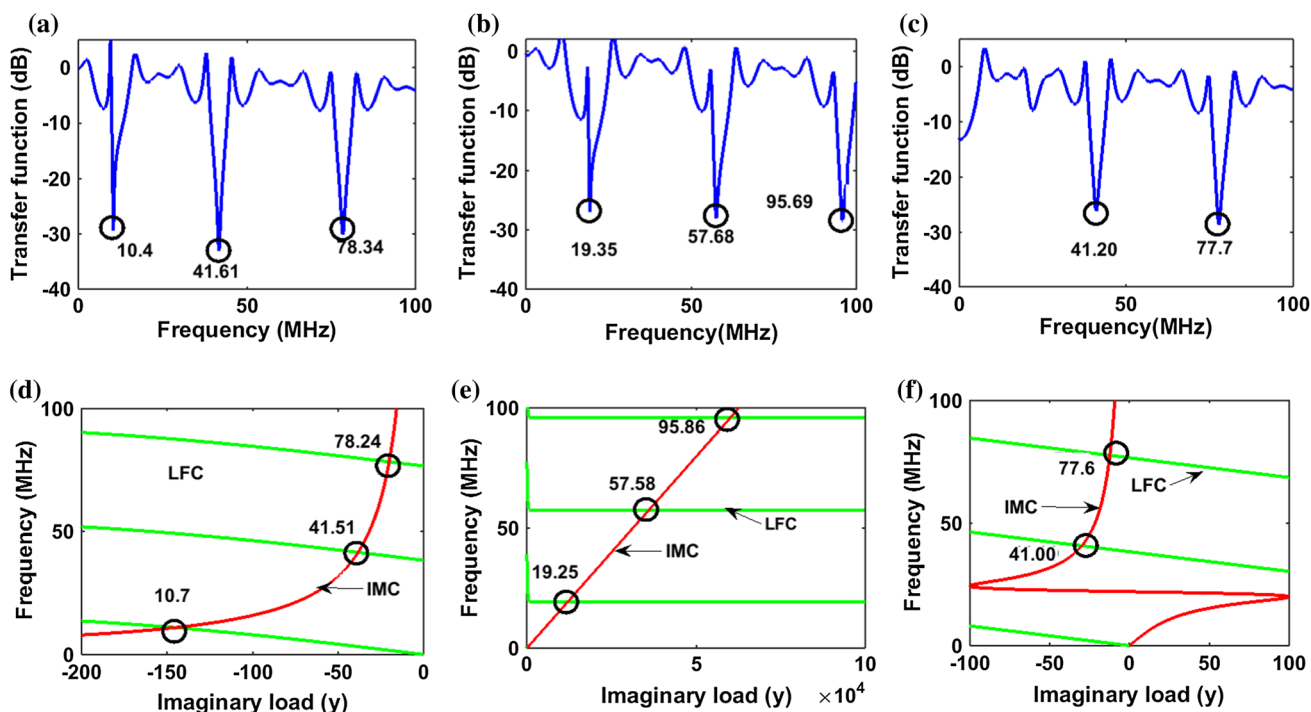 (a)
Transfer function (dB)
0
-10
-20
-30
-40
10.4
41.61
78.34
0
50
100
Frequency (MHz)
(b)
Transfer function (dB)
0
-10
-20
-30
-40
19.35
57.68
95.69
0
50
100
Frequency(MHz)
(c)
Transfer function (dB)
0
-10
-20
-30
-40
41.20
77.7
0
50
100
Frequency(MHz)
(d)
Frequency (MHz)
100
50
0
78.24
LFC
41.51
10.7
IMC
-200
-150
-100
-50
0
Imaginary load (y)
(e)
Frequency (MHz)
100
50
0
95.86
57.58
LFC
IMC
19.25
0
5
10
Imaginary load (y) ×10⁴
(f)
Frequency (MHz)
100
50
0
77.6
LFC
IMC
41.00
-100
-50
0
50
100
Imaginary load (y)